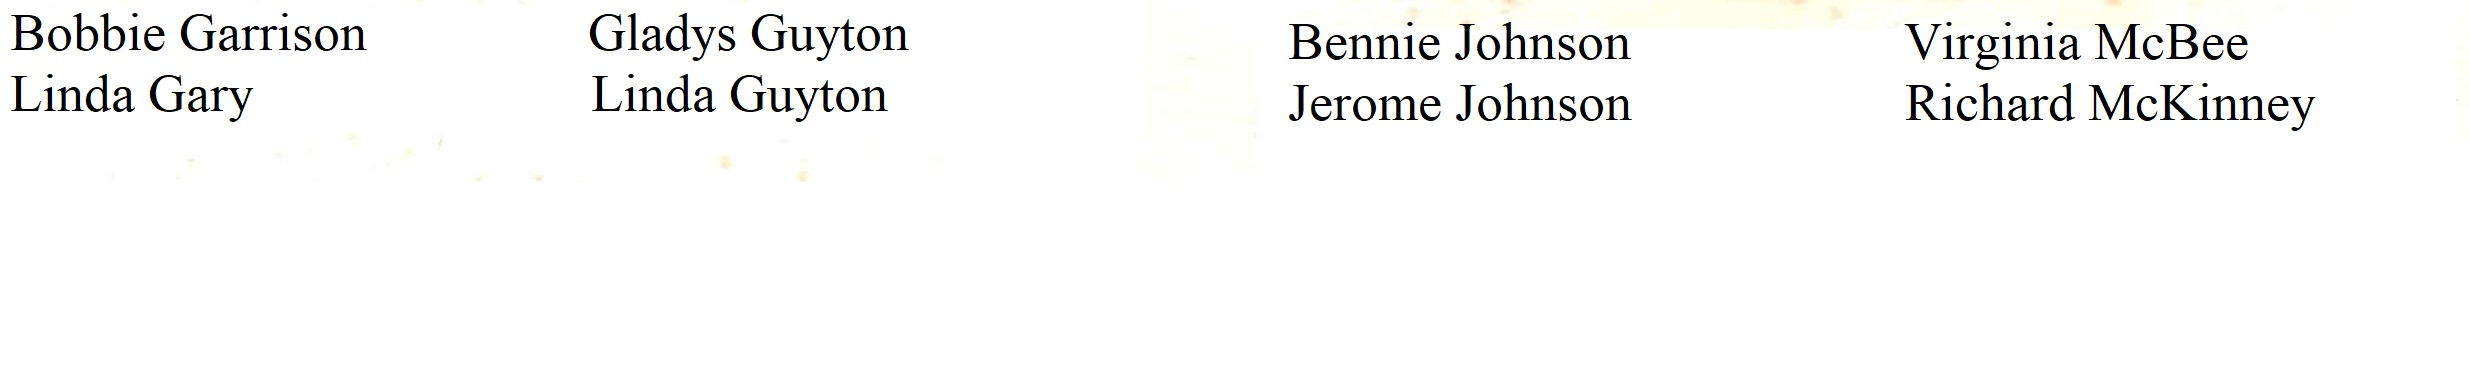 Bobbie Garrison
Linda Gary
Gladys Guyton
Linda Guyton
Bennie Johnson
Jerome Johnson
Virginia McBee
Richard McKinney